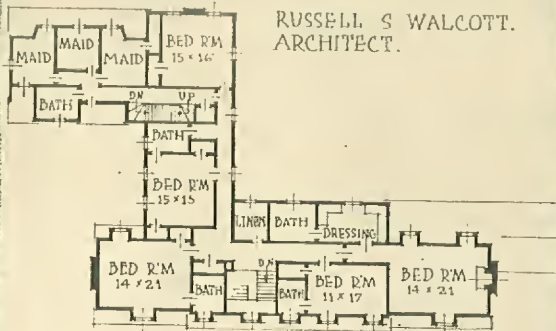 RUSSELL S WALCOTT.
ARCHITECT.
MAID
MAID
MAID
BED R'M
15 x 16
BATH
DN
UP
BATH
BED R'M
15 x 15
LINEN
BATH
DRESSING
BED R'M
14 x 21
BATH
DN
BATH
BED R'M
11 x 17
BED R'M
14 x 21